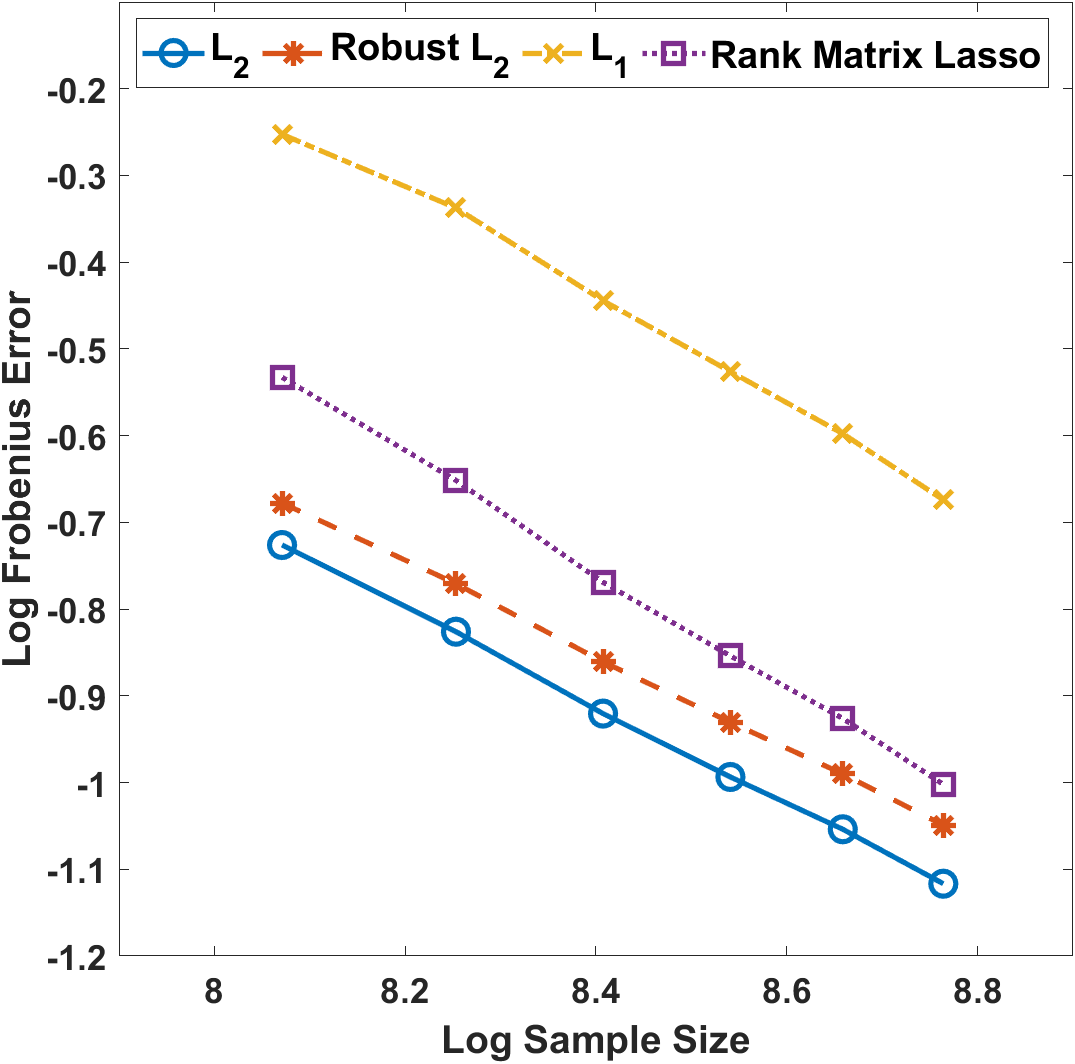 L2 Robust L2 L1 Rank Matrix Lasso
-0.2
-0.3
-0.4
-0.5
-0.6
-0.7
-0.8
-0.9
-1
-1.1
-1.2
Log Frobenius Error
8 8.2 8.4 8.6 8.8
Log Sample Size